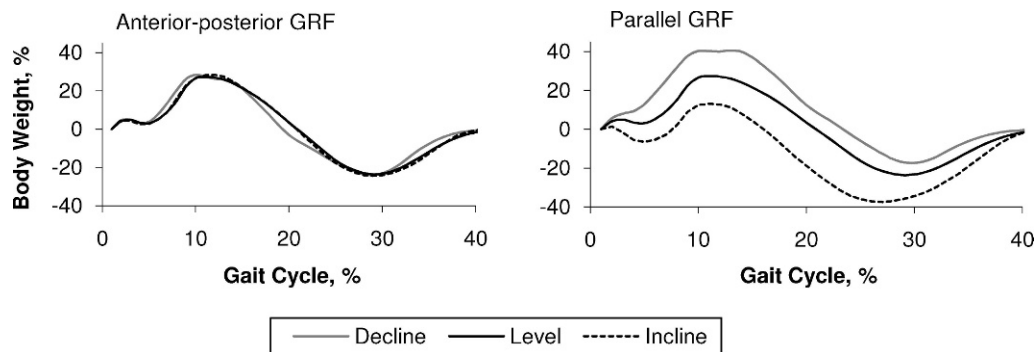 Anterior-posterior GRF
Parallel GRF
Body Weight, %
40
20
0
-20
-40
0 10 20 30 40
Gait Cycle, %
40
20
0
-20
-40
0 10 20 30 40
Gait Cycle, %
Decline Level Incline